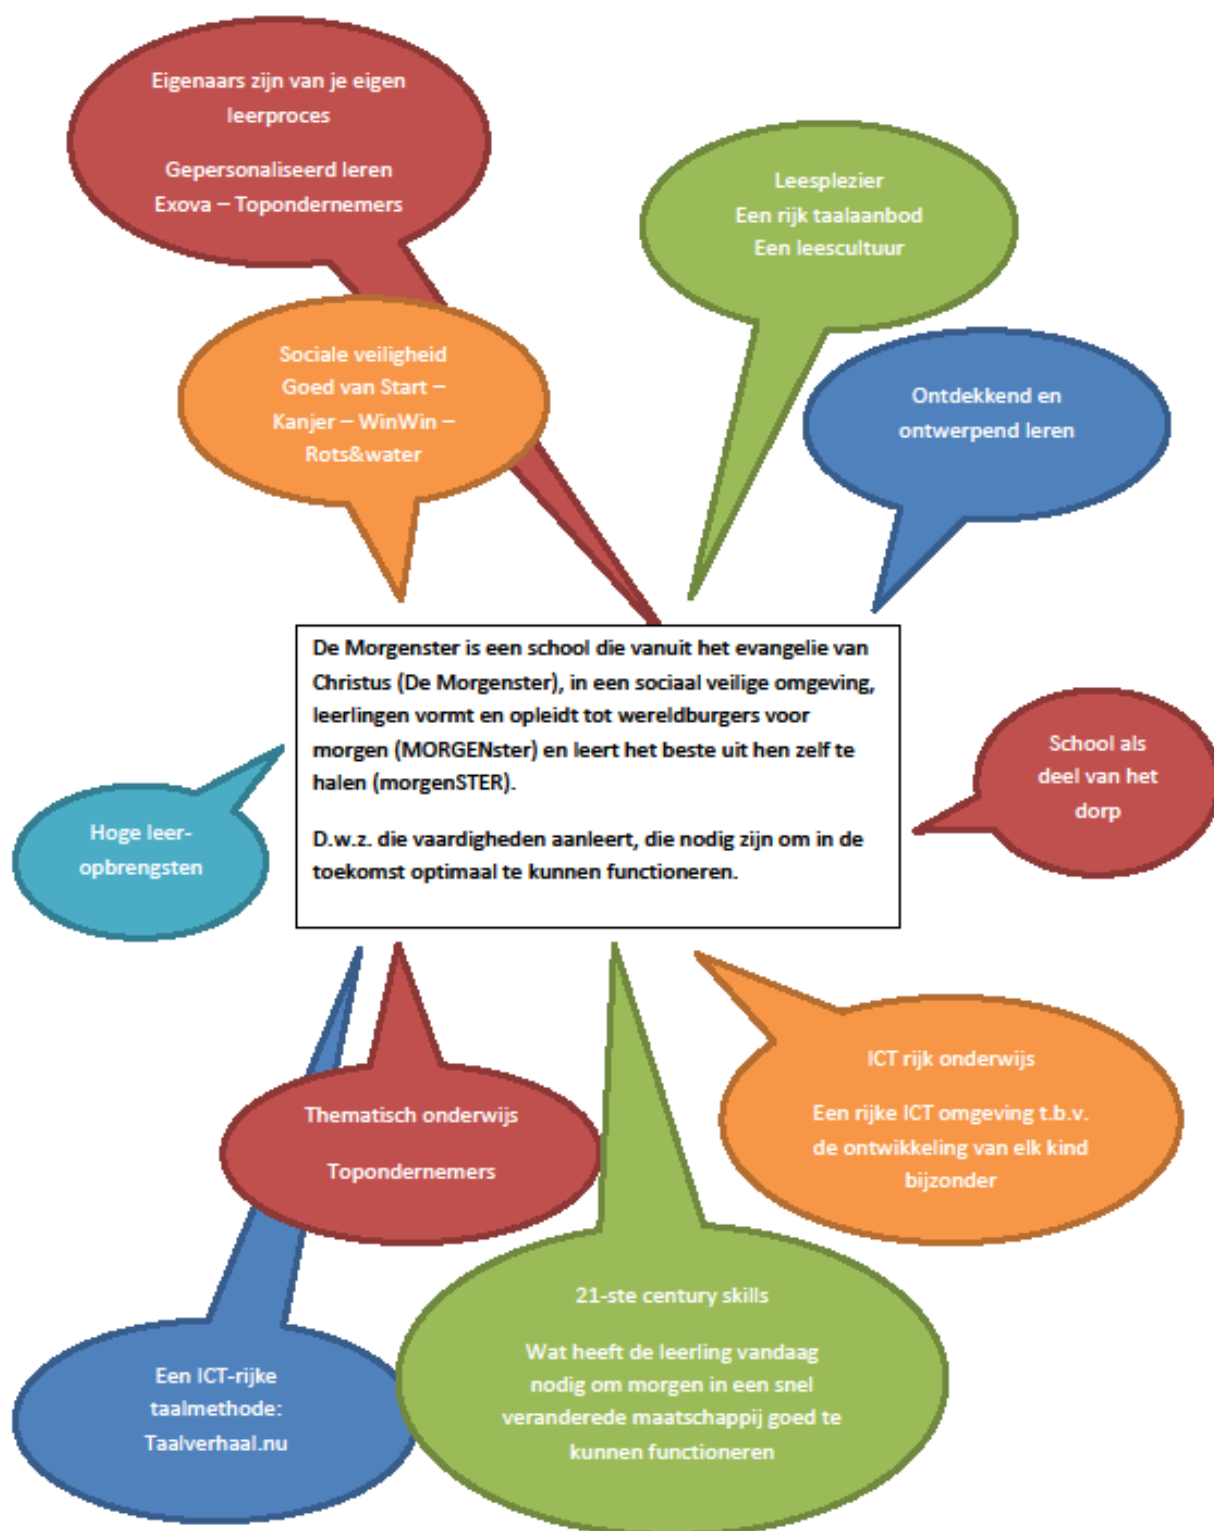 Eigenaars zijn van je eigen
leerproces
Gepersonaliseerd leren
Exova – Topondernemers
Leesplezier
Een rijk taalaanbod
Een leescultuur
Sociale veiligheid
Goed van Start –
Kanjer – WinWin –
Rots&water
Ontdekkend en
ontwerpend leren
De Morgenster is een school die vanuit het evangelie van
Christus (De Morgenster), in een sociaal veilige omgeving,
leerlingen vormt en opleidt tot wereldburgers voor
morgen (MORGENster) en leert het beste uit hen zelf te
halen (morgenSTER).
D.w.z. die vaardigheden aanleert, die nodig zijn om in de
toekomst optimaal te kunnen functioneren.
School als
deel van het
dorp
Hoge leer-
opbrengsten
ICT rijk onderwijs
Een rijke ICT omgeving t.b.v.
de ontwikkeling van elk kind
bijzonder
Thematisch onderwijs
Topondernemers
21-ste century skills
Wat heeft de leerling vandaag
nodig om morgen in een snel
veranderede maatschappij goed te
kunnen functioneren
Een ICT-rijke
taalmethode:
Taalverhaal.nu